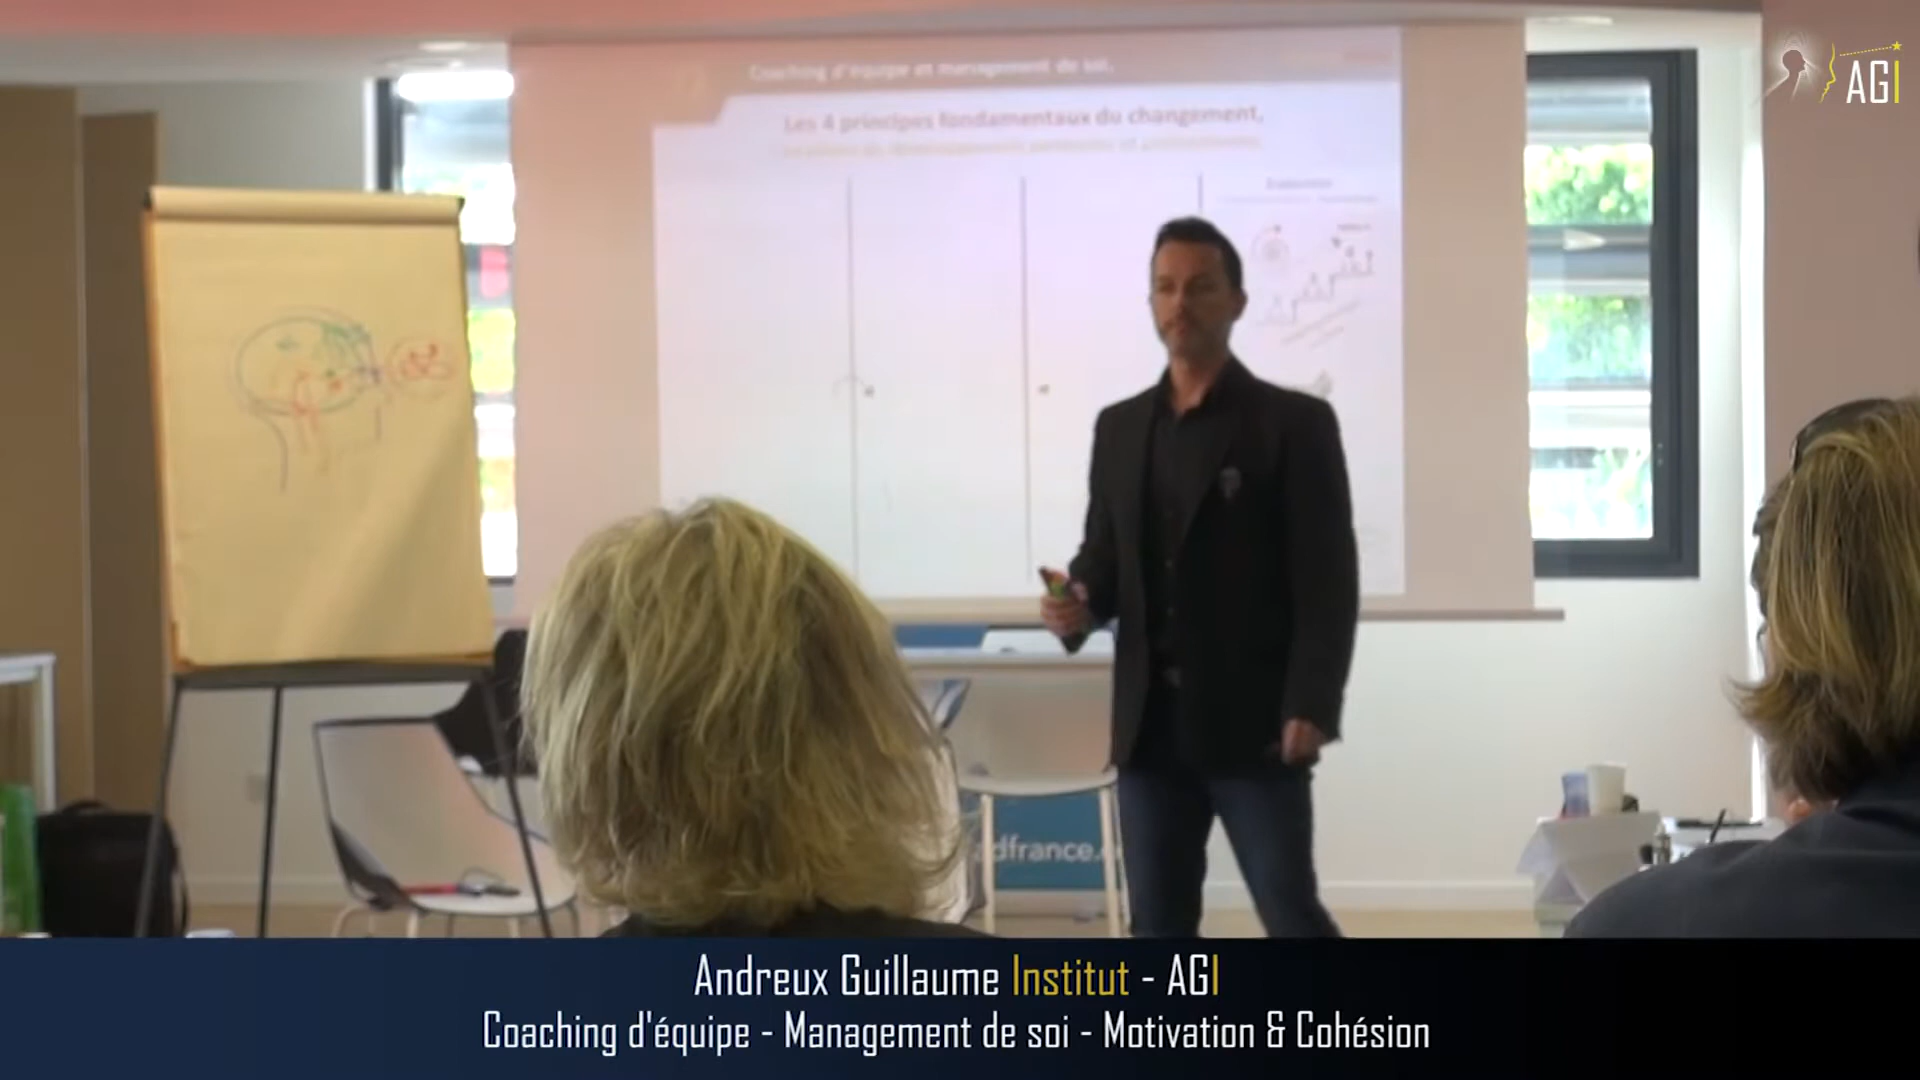 AGI
Coaching d'équipe et management de soi.
Les 4 principes fondamentaux du changement,
adfrance.
Andreux Guillaume Institut - AGI
Coaching d'équipe - Management de soi - Motivation & Cohésion